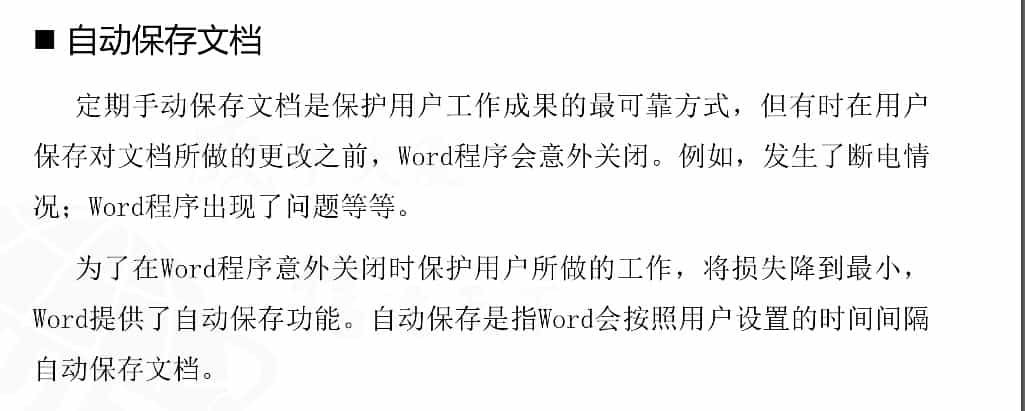 ■ 自动保存文档
定期手动保存文档是保护用户工作成果的最可靠方式，但有时在用户
保存对文档所做的更改之前，Word程序会意外关闭。例如，发生了断电情
况；Word程序出现了问题等等。
为了在Word程序意外关闭时保护用户所做的工作，将损失降到最小，
Word提供了自动保存功能。自动保存是指Word会按照用户设置的时间间隔
自动保存文档。